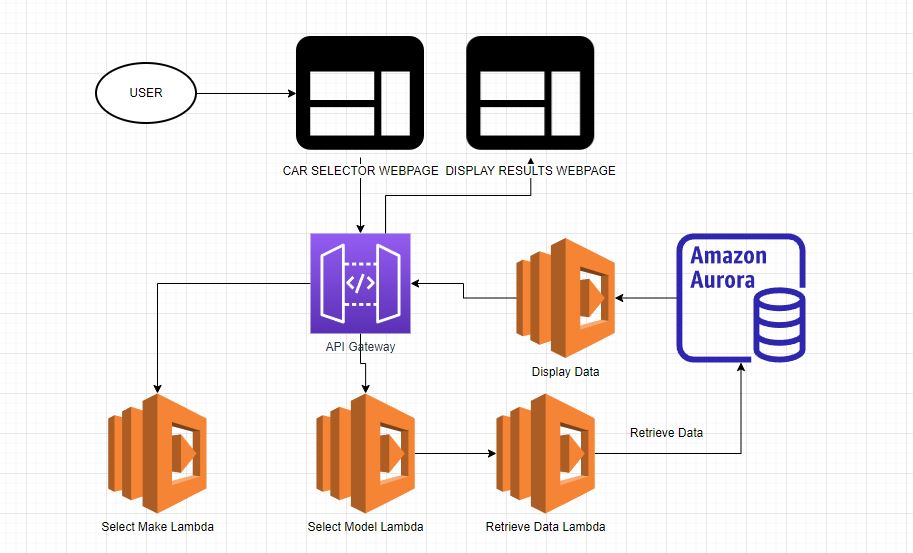 USER
CAR SELECTOR WEBPAGE
DISPLAY RESULTS WEBPAGE
</>
Amazon
Aurora
API Gateway
Display Data
Retrieve Data
Select Make Lambda
Select Model Lambda
Retrieve Data Lambda